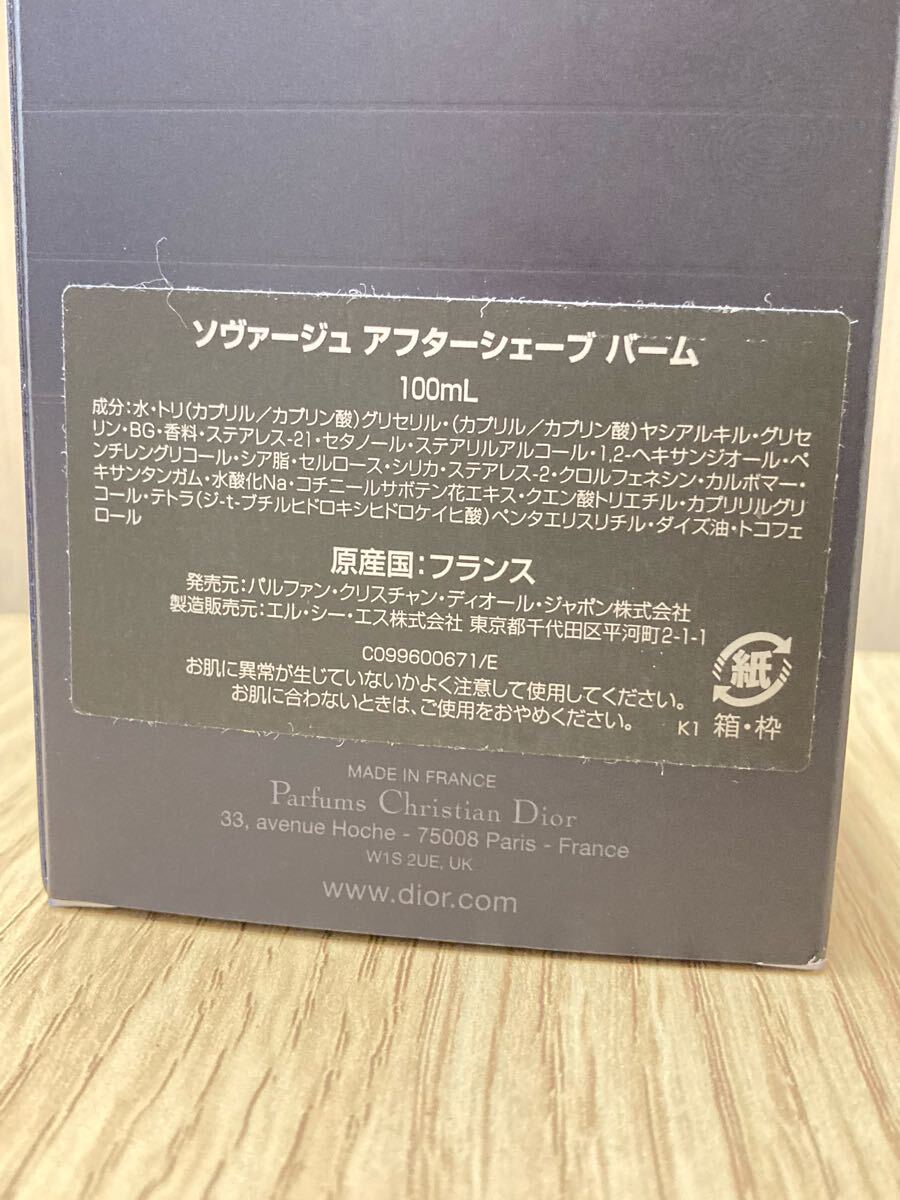 ソヴァージュ アフターシェーブ バーム
100mL
成分：水・トリ（カプリル／カプリン酸）グリセリル・（カプリル／カプリン酸）ヤシアルキル・グリセ
リン・BG・香料・ステアレス-21・セタノール・ステアリルアルコール・1,2-ヘキサンジオール・ペ
ンチレングリコール・シア脂・セルロース・シリカ・ステアレス-2・クロルフェネシン・カルボマー・
キサンタンガム・水酸化Na・コチニールサボテン花エキス・クエン酸トリエチル・カプリリルグリ
コール・テトラ（ジ-t-ブチルヒドロキシヒドロケイヒ酸）ペンタエリスリチル・ダイズ油・トコフェ
ロール
原産国：フランス
発売元：パルファン・クリスチャン・ディオール・ジャポン株式会社
製造販売元：エル・シー・エス株式会社 東京都千代田区平河町2-1-1
C099600671/E
お肌に異常が生じていないかよく注意して使用してください。
お肌に合わないときは、ご使用をおやめください。
紙
K1 箱・枠
MADE IN FRANCE
Parfums Christian Dior
33, avenue Hoche - 75008 Paris - France
W1S 2UE, UK
www.dior.com